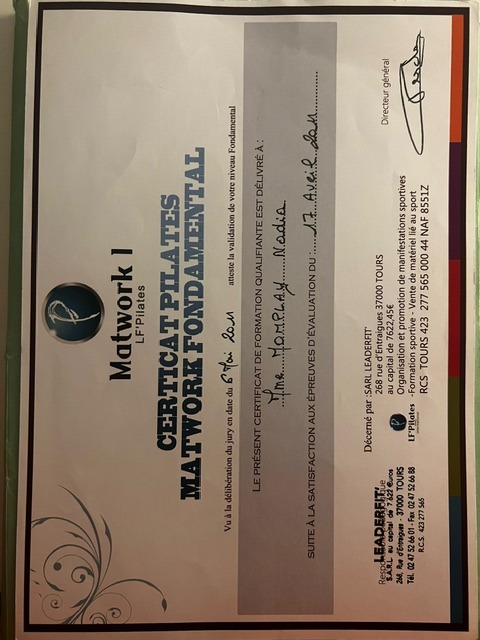 Matwork 1
LF'Pilates
CERTICAT PILATES
MATWORK FONDAMENTAL
Vu à la délibération du jury en date du 6 Mai 2011 atteste la validation de votre niveau Fondamental
LE PRÉSENT CERTIFICAT DE FORMATION QUALIFIANTE EST DÉLIVRÉ À :
Mme MOMPLAY Nadia
SUITE À LA SATISFACTION AUX ÉPREUVES D'ÉVALUATION DU : 17 Avril 2011
Décerné par : SARL LEADERFIT'
268 rue d'Entraigues 37000 TOURS
au capital de 7622,45€
Organisation et promotion de manifestations sportives
-Formation sportive - Vente de matériel lié au sport
RCS TOURS 423 277 565 000 44 NAF 8551Z
LF'Pilates
Directeur général
LEADERFIT'
S.A.R.L. au capital de 7.622 Euros
268, Rue d'Entraigues - 37000 TOURS
Tél. 02 47 52 66 01 - Fax 02 47 52 66 88
R.C.S. 423 277 565